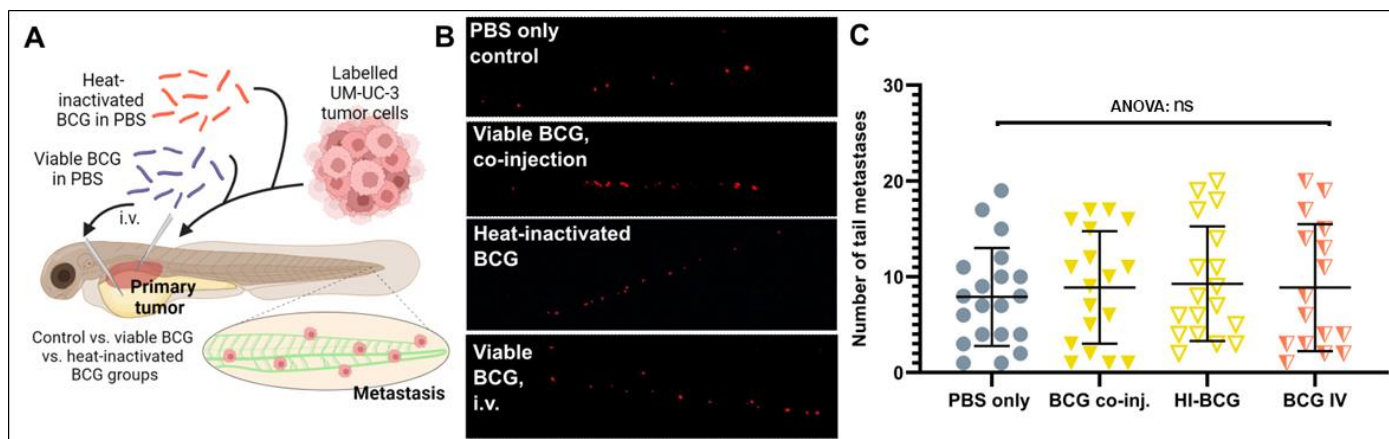 A
Heat-
inactivated
BCG in PBS
Viable BCG
in PBS
i.v.
Labelled
UM-UC-3
tumor cells
Primary
tumor
Control vs. viable BCG
vs. heat-inactivated
BCG groups
Metastasis
B
PBS only
control
Viable BCG,
co-injection
Heat-inactivated
BCG
Viable
BCG,
i.v.
C
Number of tail metastases
30
20
10
0
ANOVA: ns
PBS only
BCG co-inj.
HI-BCG
BCG IV